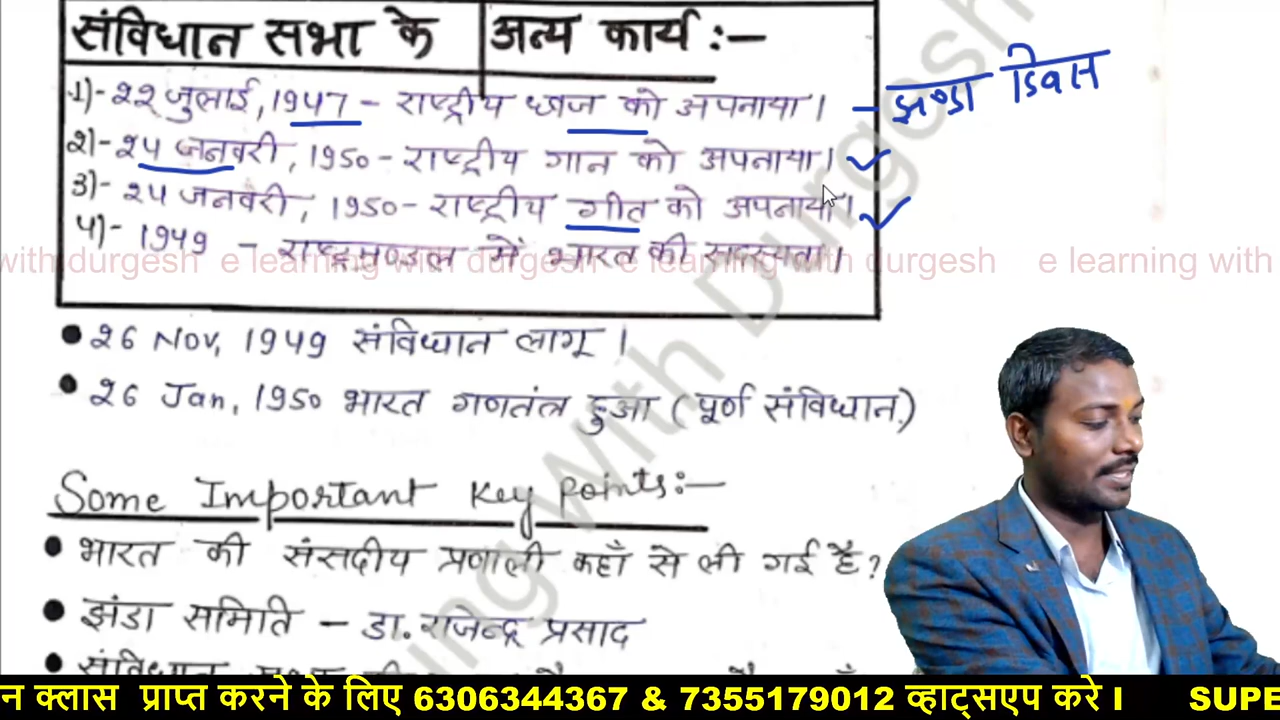 संविधान सभा के अन्य कार्य :-
1)- 22 जुलाई, 1947 - राष्ट्रीय ध्वज को अपनाया। - झण्डा दिवस
2)- 24 जनवरी, 1950 - राष्ट्रीय गान को अपनाया।
3)- 24 जनवरी, 1950 - राष्ट्रीय गीत को अपनाया।
4)- 1949 - राष्ट्रमण्डल में भारत की सदस्यता।
with durgesh e learning with durgesh e learning with
• 26 Nov, 1949 संविधान लागू।
• 26 Jan, 1950 भारत गणतंत्र हुआ (पूर्ण संविधान.)
Some Important Key Points:-
• भारत की संसदीय प्रणाली कहाँ से ली गई है?
• झंडा समिति - डा. राजेन्द्र प्रसाद
• संविधान
ning With Durgesh
न क्लास प्राप्त करने के लिए 6306344367 & 7355179012 व्हाट्सएप करे I SUPE